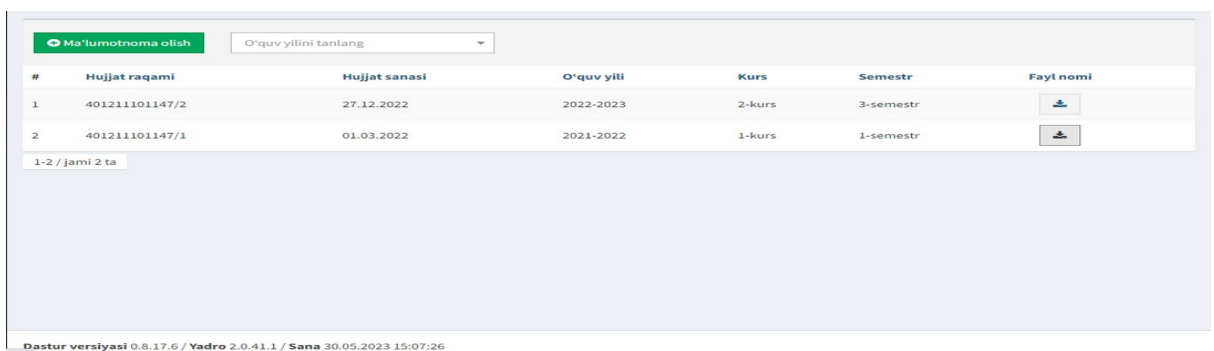 Ma'lumotnoma olish O'quv yilini tanlang
# Hujjat raqami Hujjat sanasi O'quv yili Kurs Semestr Fayl nomi
1 401211101147/2 27.12.2022 2022-2023 2-kurs 3-semestr
2 401211101147/1 01.03.2022 2021-2022 1-kurs 1-semestr
1-2 / jami 2 ta
Dastur versiyasi 0.8.17.6 / Yadro 2.0.41.1 / Sana 30.05.2023 15:07:26